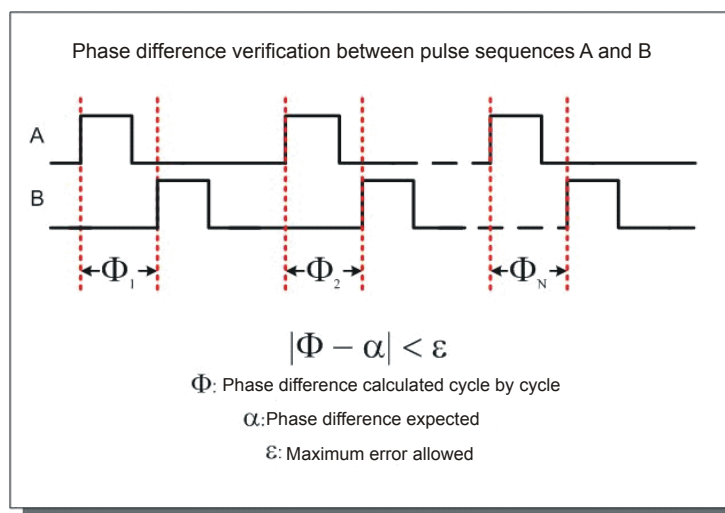 Phase difference verification between pulse sequences A and B
A
B
Φ₁ Φ₂ Φ_N
|Φ − α| < ε
Φ: Phase difference calculated cycle by cycle
α:Phase difference expected
ε: Maximum error allowed